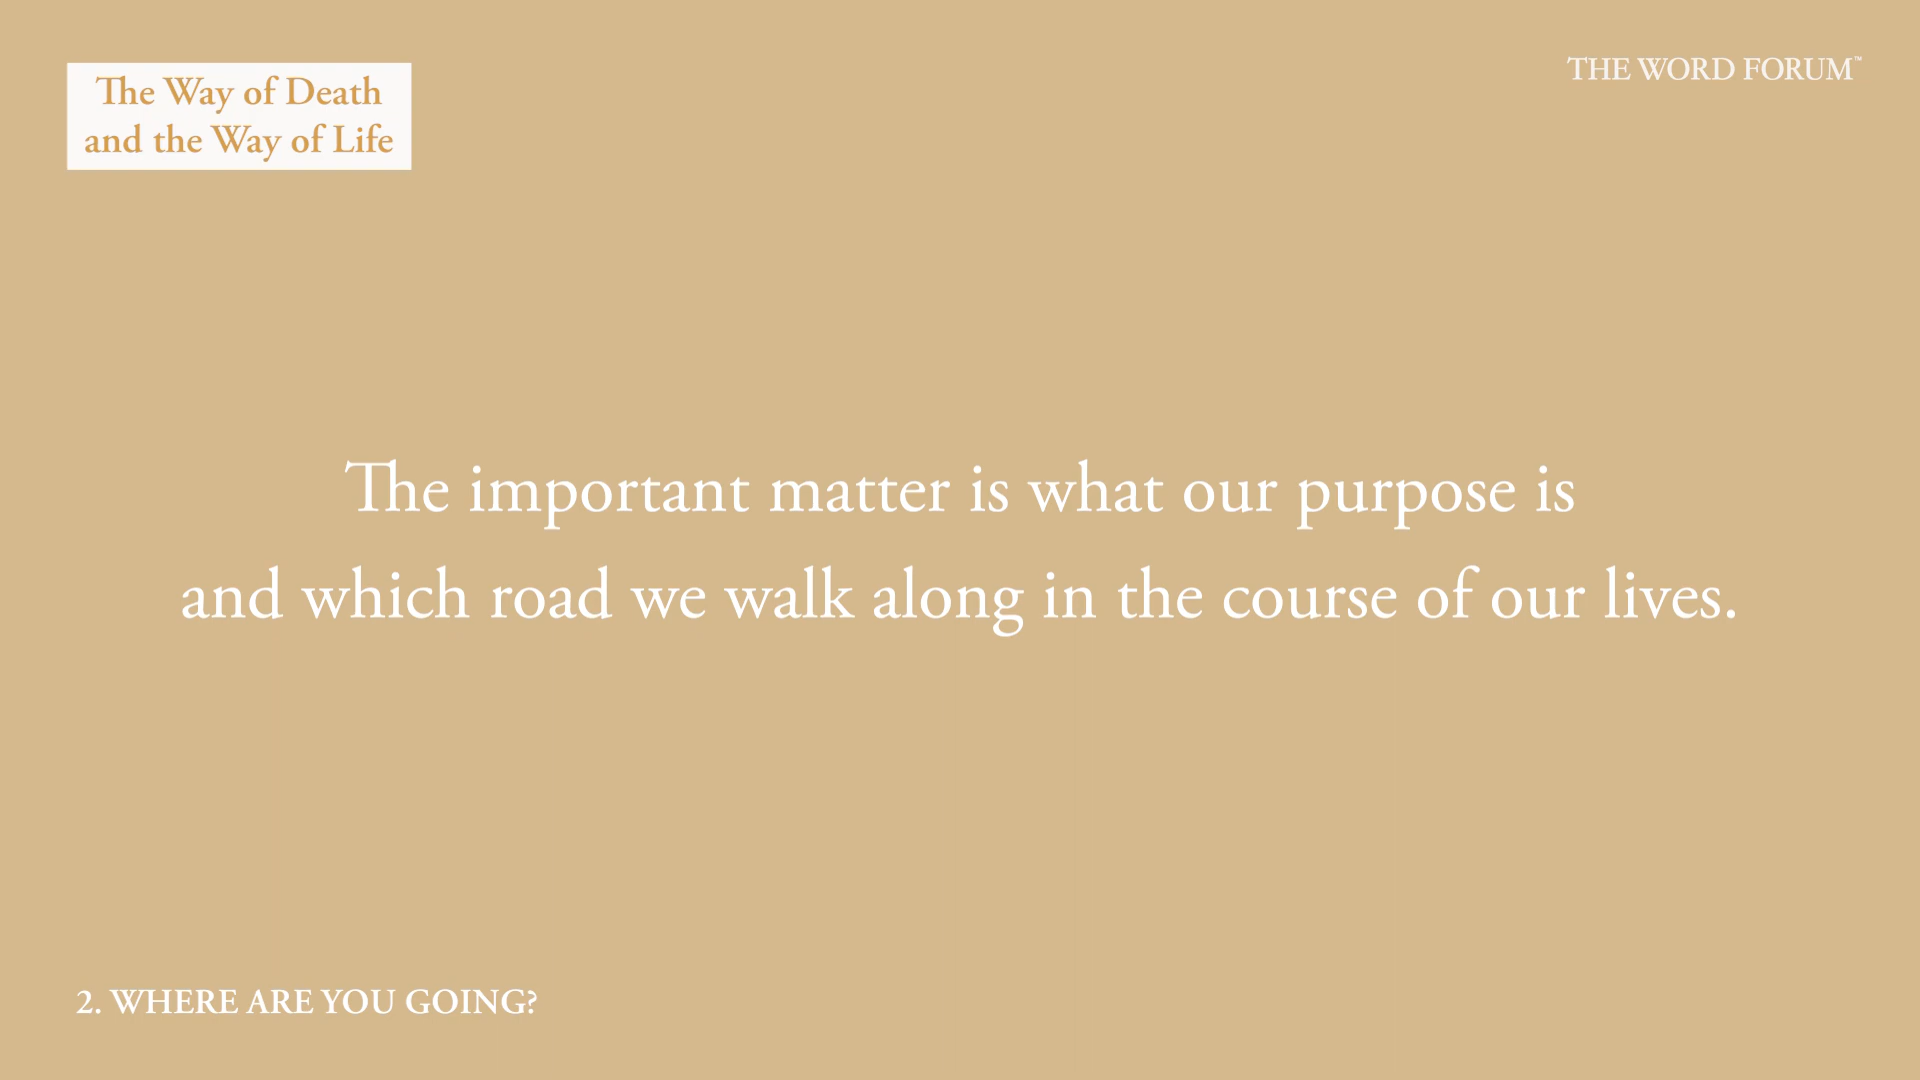 The Way of Death
and the Way of Life
THE WORD FORUM™
The important matter is what our purpose is
and which road we walk along in the course of our lives.
2. WHERE ARE YOU GOING?